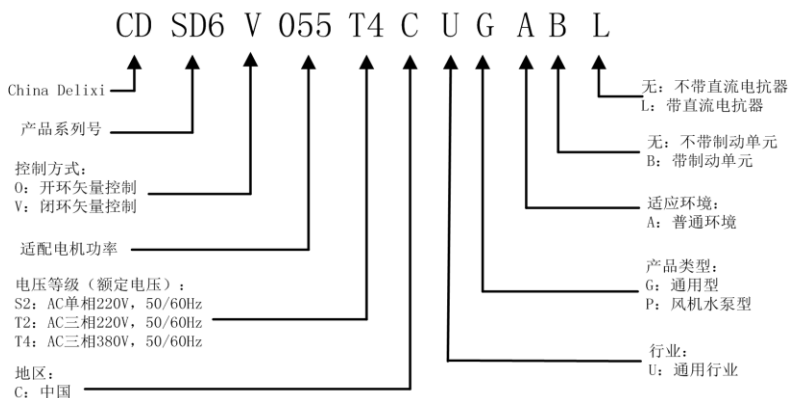 CD SD6 V 055 T4 C U G A B L
China Delixi
产品系列号
控制方式：
O：开环矢量控制
V：闭环矢量控制
适配电机功率
电压等级（额定电压）：
S2：AC单相220V，50/60Hz
T2：AC三相220V，50/60Hz
T4：AC三相380V，50/60Hz
地区：
C：中国
无：不带直流电抗器
L：带直流电抗器
无：不带制动单元
B：带制动单元
适应环境：
A：普通环境
产品类型：
G：通用型
P：风机水泵型
行业：
U：通用行业